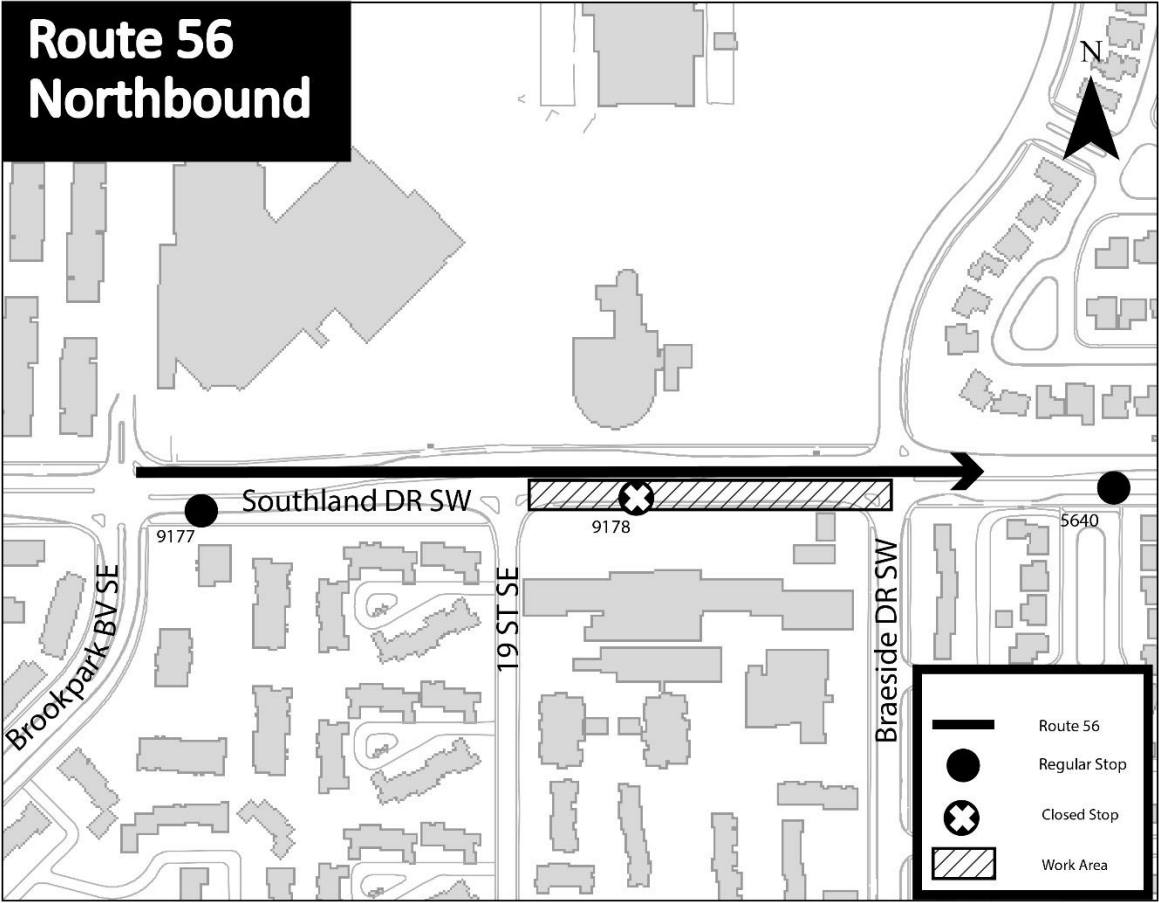 Route 56
Northbound
N
Southland DR SW
9177
9178
5640
Brookpark BV SE
19 ST SE
Braeside DR SW
Route 56
Regular Stop
Closed Stop
Work Area